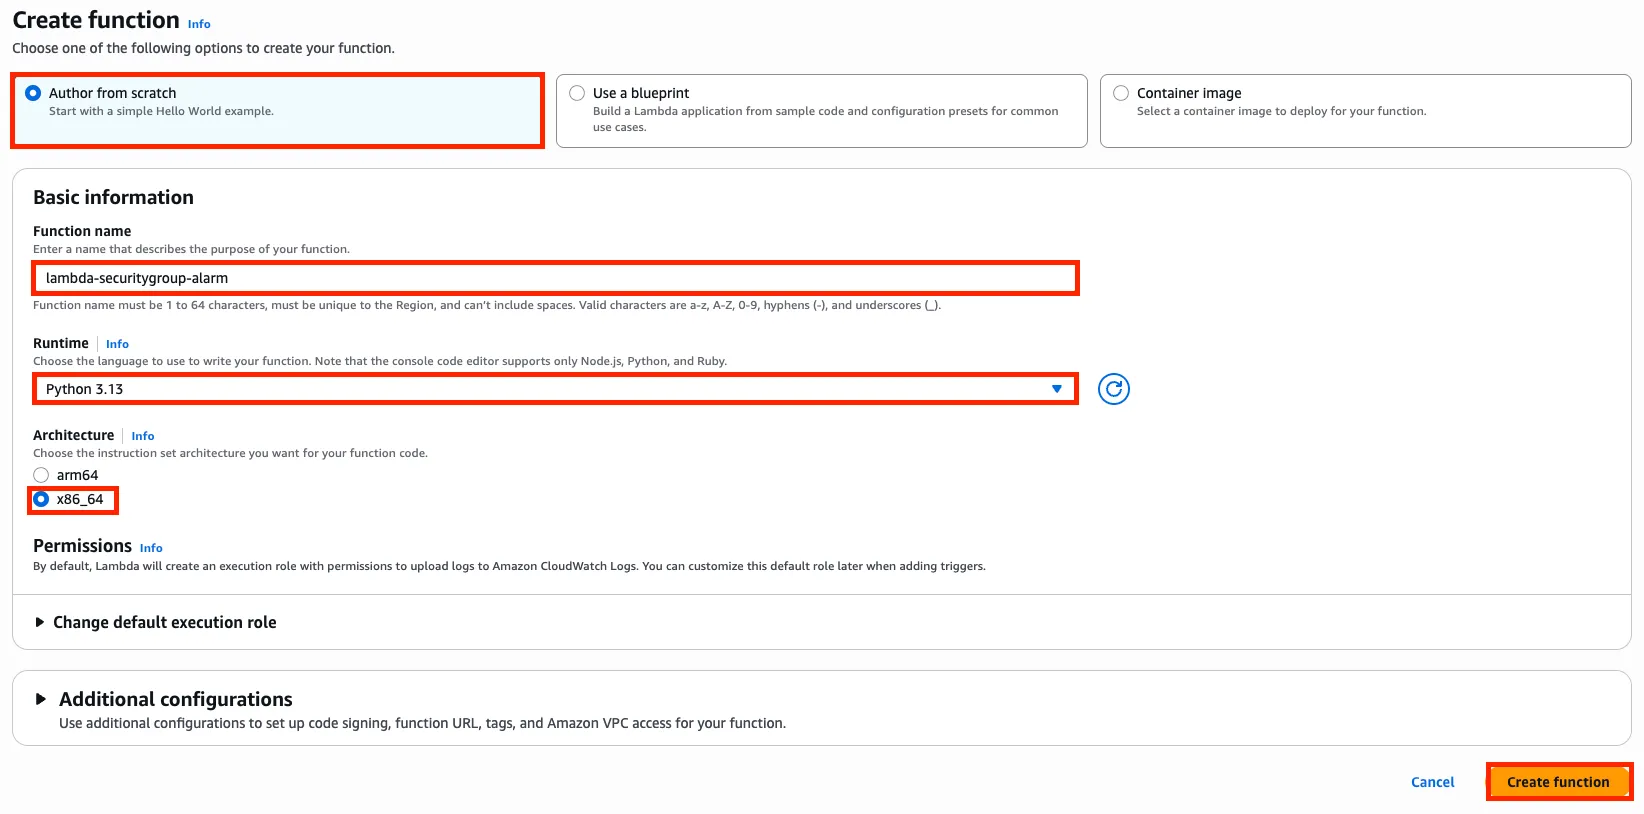 Create function Info
Choose one of the following options to create your function.
Author from scratch
Start with a simple Hello World example.
Use a blueprint
Build a Lambda application from sample code and configuration presets for common
use cases.
Container image
Select a container image to deploy for your function.
Basic information
Function name
Enter a name that describes the purpose of your function.
lambda-securitygroup-alarm
Function name must be 1 to 64 characters, must be unique to the Region, and can’t include spaces. Valid characters are a-z, A-Z, 0-9, hyphens (-), and underscores (_).
Runtime Info
Choose the language to use to write your function. Note that the console code editor supports only Node.js, Python, and Ruby.
Python 3.13
Architecture Info
Choose the instruction set architecture you want for your function code.
arm64
x86_64
Permissions Info
By default, Lambda will create an execution role with permissions to upload logs to Amazon CloudWatch Logs. You can customize this default role later when adding triggers.
Change default execution role
Additional configurations
Use additional configurations to set up code signing, function URL, tags, and Amazon VPC access for your function.
Cancel Create function